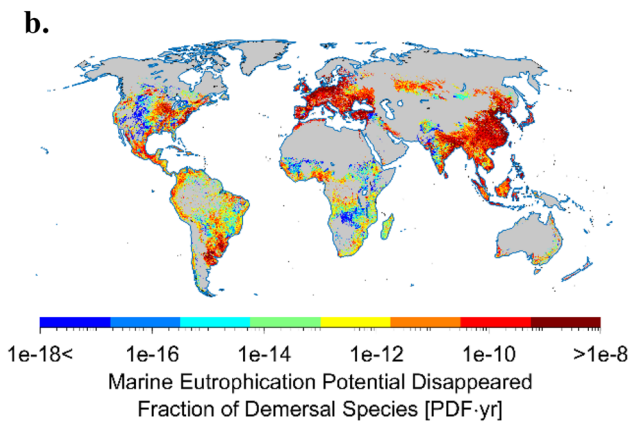 b.
1e-18< 1e-16 1e-14 1e-12 1e-10 >1e-8
Marine Eutrophication Potential Disappeared
Fraction of Demersal Species [PDF·yr]